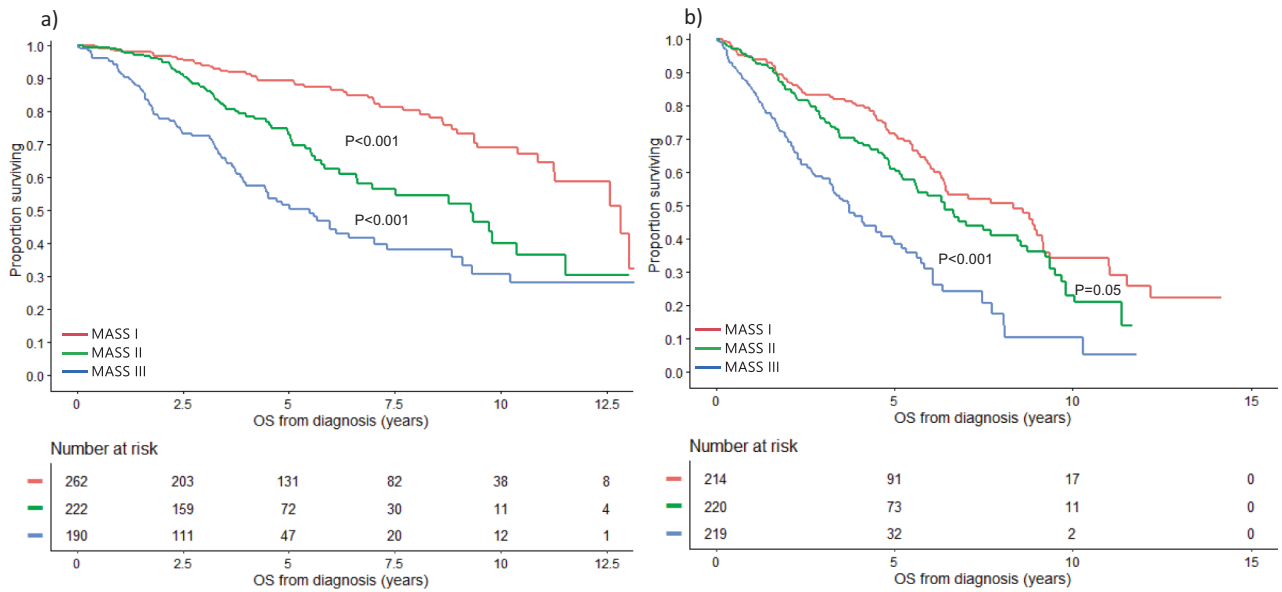 a)
1.0
0.9
0.8
0.7
0.6
0.5
0.4
0.3
0.2
0.1
0.0
Proportion surviving
P<0.001
P<0.001
MASS I
MASS II
MASS III
0 2.5 5 7.5 10 12.5
OS from diagnosis (years)
Number at risk
262 203 131 82 38 8
222 159 72 30 11 4
190 111 47 20 12 1
0 2.5 5 7.5 10 12.5
OS from diagnosis (years)
b)
1.0
0.9
0.8
0.7
0.6
0.5
0.4
0.3
0.2
0.1
0.0
Proportion surviving
P<0.001
P=0.05
MASS I
MASS II
MASS III
0 5 10 15
OS from diagnosis (years)
Number at risk
214 91 17 0
220 73 11 0
219 32 2 0
0 5 10 15
OS from diagnosis (years)